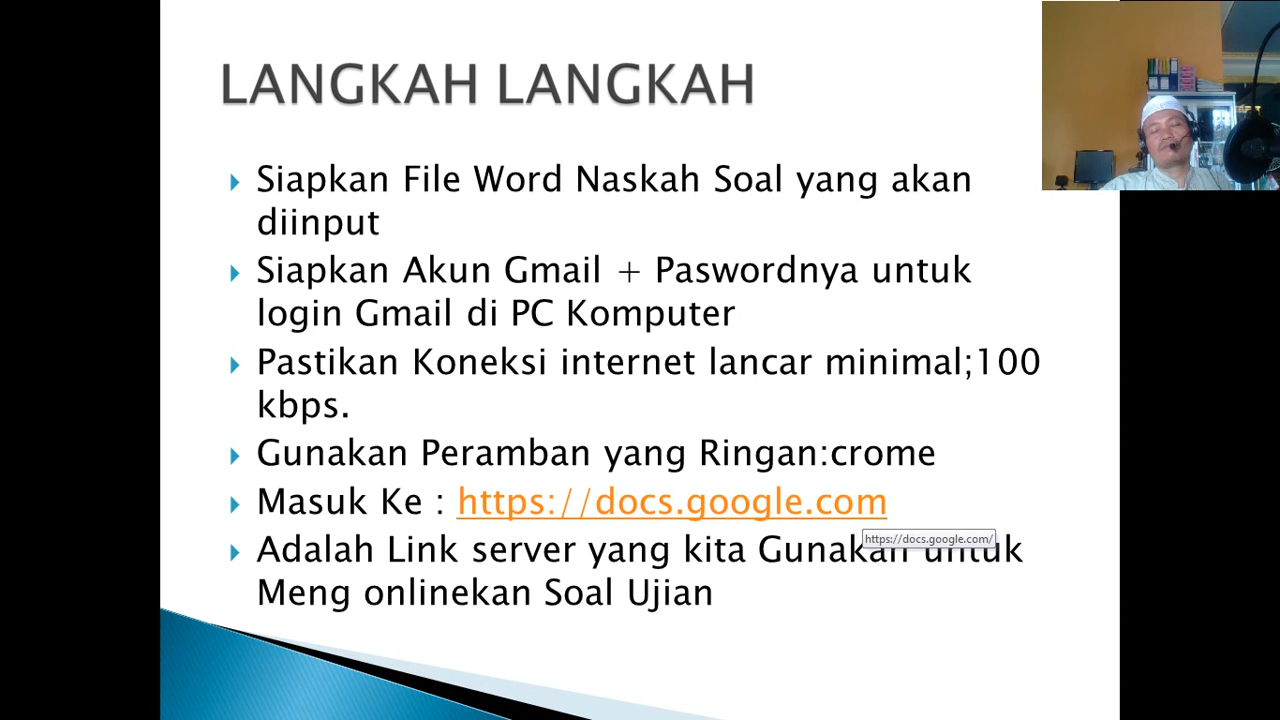 LANGKAH LANGKAH
Siapkan File Word Naskah Soal yang akan
diinput
Siapkan Akun Gmail + Paswordnya untuk
login Gmail di PC Komputer
Pastikan Koneksi internet lancar minimal;100
kbps.
Gunakan Peramban yang Ringan:crome
Masuk Ke : https://docs.google.com
https://docs.google.com/
Adalah Link server yang kita Gunakan untuk
Meng onlinekan Soal Ujian